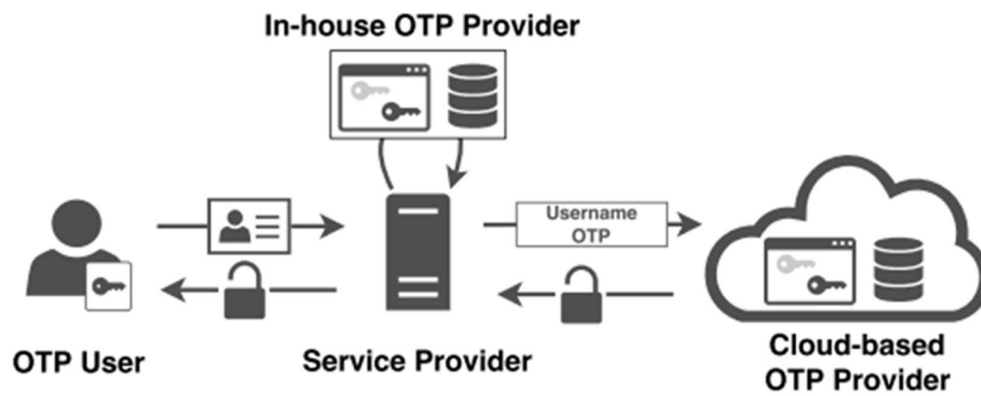 In-house OTP Provider
Username
OTP
OTP User
Service Provider
Cloud-based
OTP Provider